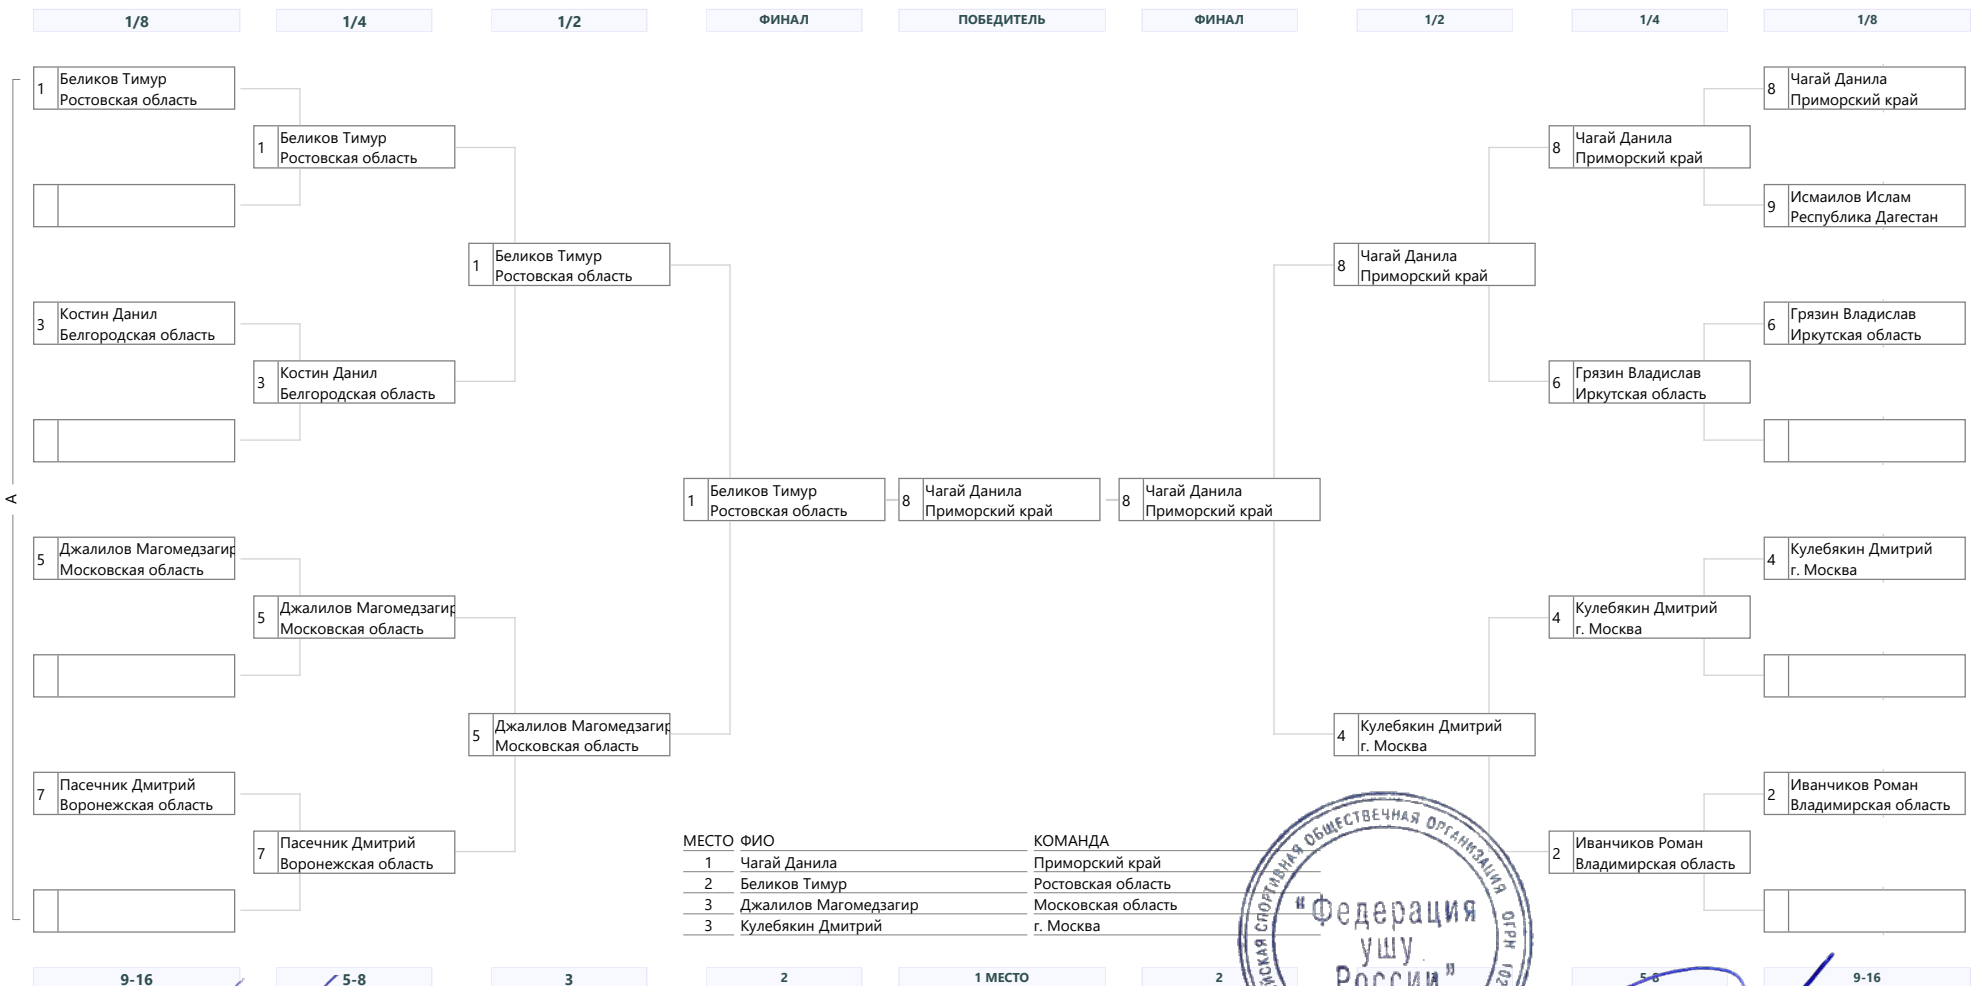 1/8 1/4 1/2 ФИНАЛ ПОБЕДИТЕЛЬ ФИНАЛ 1/2 1/4 1/8
1 Беликов Тимур
Ростовская область
8 Чагай Данила
Приморский край
1 Беликов Тимур
Ростовская область
8 Чагай Данила
Приморский край
9 Исмаилов Ислам
Республика Дагестан
1 Беликов Тимур
Ростовская область
8 Чагай Данила
Приморский край
3 Костин Данил
Белгородская область
6 Грязин Владислав
Иркутская область
3 Костин Данил
Белгородская область
6 Грязин Владислав
Иркутская область
A
1 Беликов Тимур
Ростовская область
8 Чагай Данила
Приморский край
8 Чагай Данила
Приморский край
5 Джалилов Магомедзагир
Московская область
4 Кулебякин Дмитрий
г. Москва
5 Джалилов Магомедзагир
Московская область
4 Кулебякин Дмитрий
г. Москва
5 Джалилов Магомедзагир
Московская область
4 Кулебякин Дмитрий
г. Москва
7 Пасечник Дмитрий
Воронежская область
2 Иванчиков Роман
Владимирская область
7 Пасечник Дмитрий
Воронежская область
2 Иванчиков Роман
Владимирская область
МЕСТО ФИО КОМАНДА
1 Чагай Данила Приморский край
2 Беликов Тимур Ростовская область
3 Джалилов Магомедзагир Московская область
3 Кулебякин Дмитрий г. Москва
СПОРТИВНАЯ ОБЩЕСТВЕННАЯ ОРГАНИЗАЦИЯ ОГРН
"Федерация
ушу
России"
9-16 5-8 3 2 1 МЕСТО 2 5-8 9-16